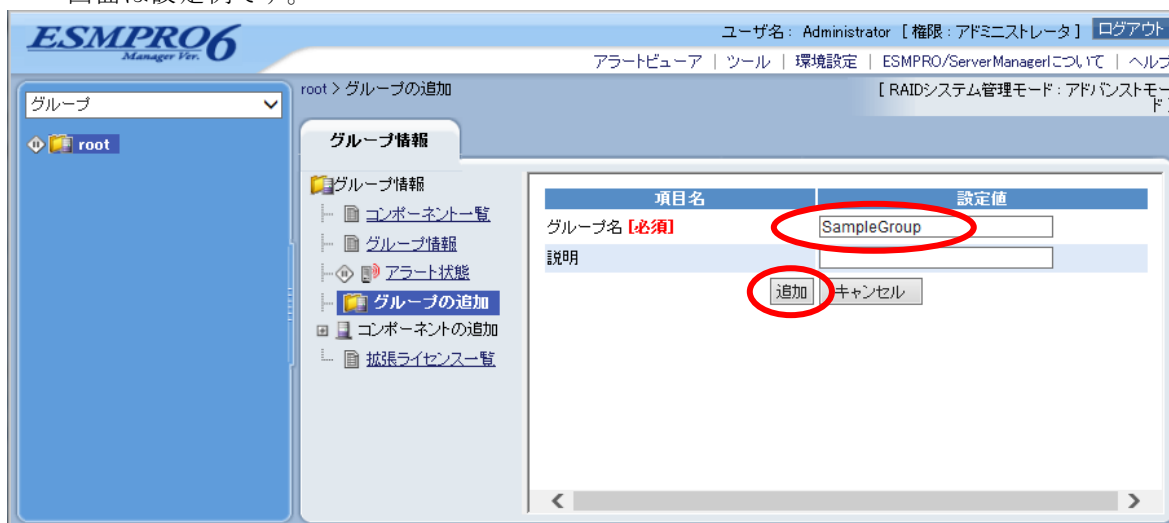 画面は設定例です。
ESMPRO6
Manager Ver.
ユーザ名： Administrator [ 権限：アドミニストレータ ] ログアウト
アラートビューア | ツール | 環境設定 | ESMPRO/ServerManagerについて | ヘルプ
グループ
root > グループの追加
[ RAIDシステム管理モード：アドバンストモード ]
root
グループ情報
グループ情報
コンポーネント一覧
グループ情報
アラート状態
グループの追加
コンポーネントの追加
拡張ライセンス一覧
項目名 設定値
グループ名 [必須] SampleGroup
説明
追加 キャンセル